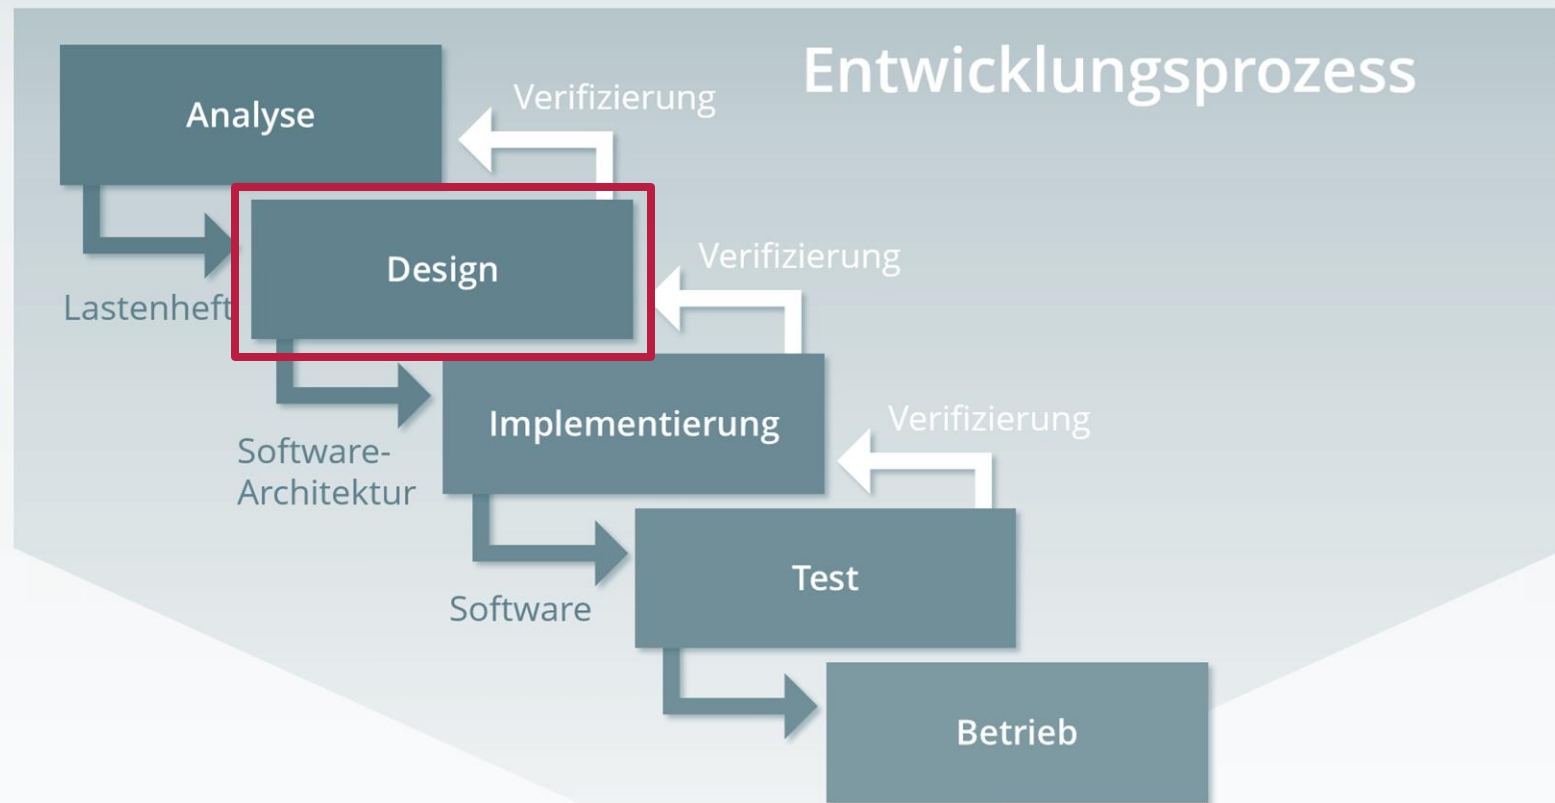 Entwicklungsprozess
Analyse
Verifizierung
Lastenheft
Design
Verifizierung
Software-
Architektur
Implementierung
Verifizierung
Software
Test
Betrieb